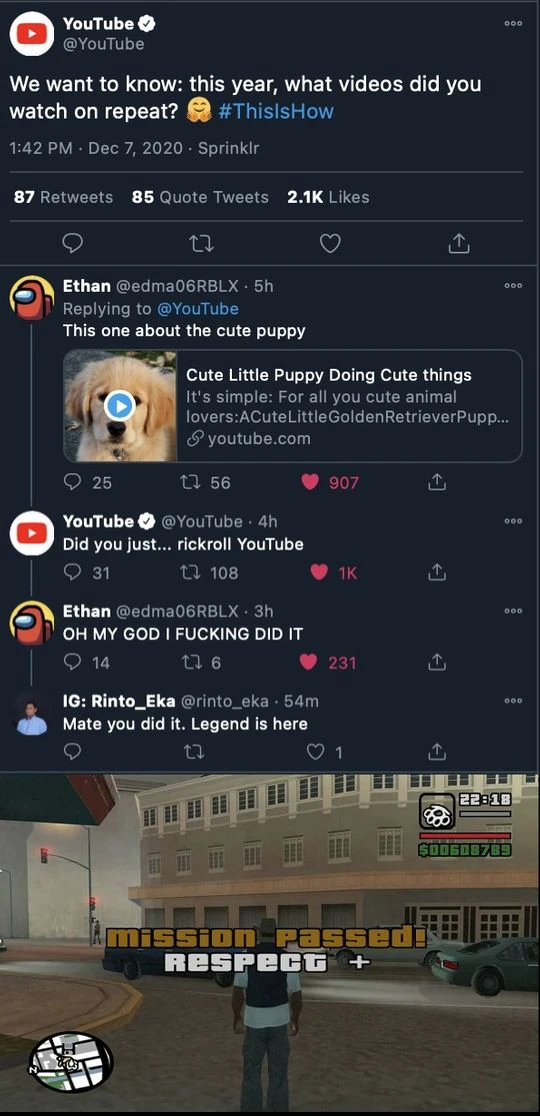 YouTube
@YouTube
We want to know: this year, what videos did you
watch on repeat? 🤗 #ThisIsHow
1:42 PM · Dec 7, 2020 · Sprinklr
87 Retweets 85 Quote Tweets 2.1K Likes
Ethan @edma06RBLX · 5h
Replying to @YouTube
This one about the cute puppy
Cute Little Puppy Doing Cute things
It's simple: For all you cute animal
lovers:ACuteLittleGoldenRetrieverPupp...
youtube.com
25 56 907
YouTube @YouTube · 4h
Did you just... rickroll YouTube
31 108 1K
Ethan @edma06RBLX · 3h
OH MY GOD I FUCKING DID IT
14 6 231
IG: Rinto_Eka @rinto_eka · 54m
Mate you did it. Legend is here
1
22:18
$00608789
mission passed!
RESPECT +
N